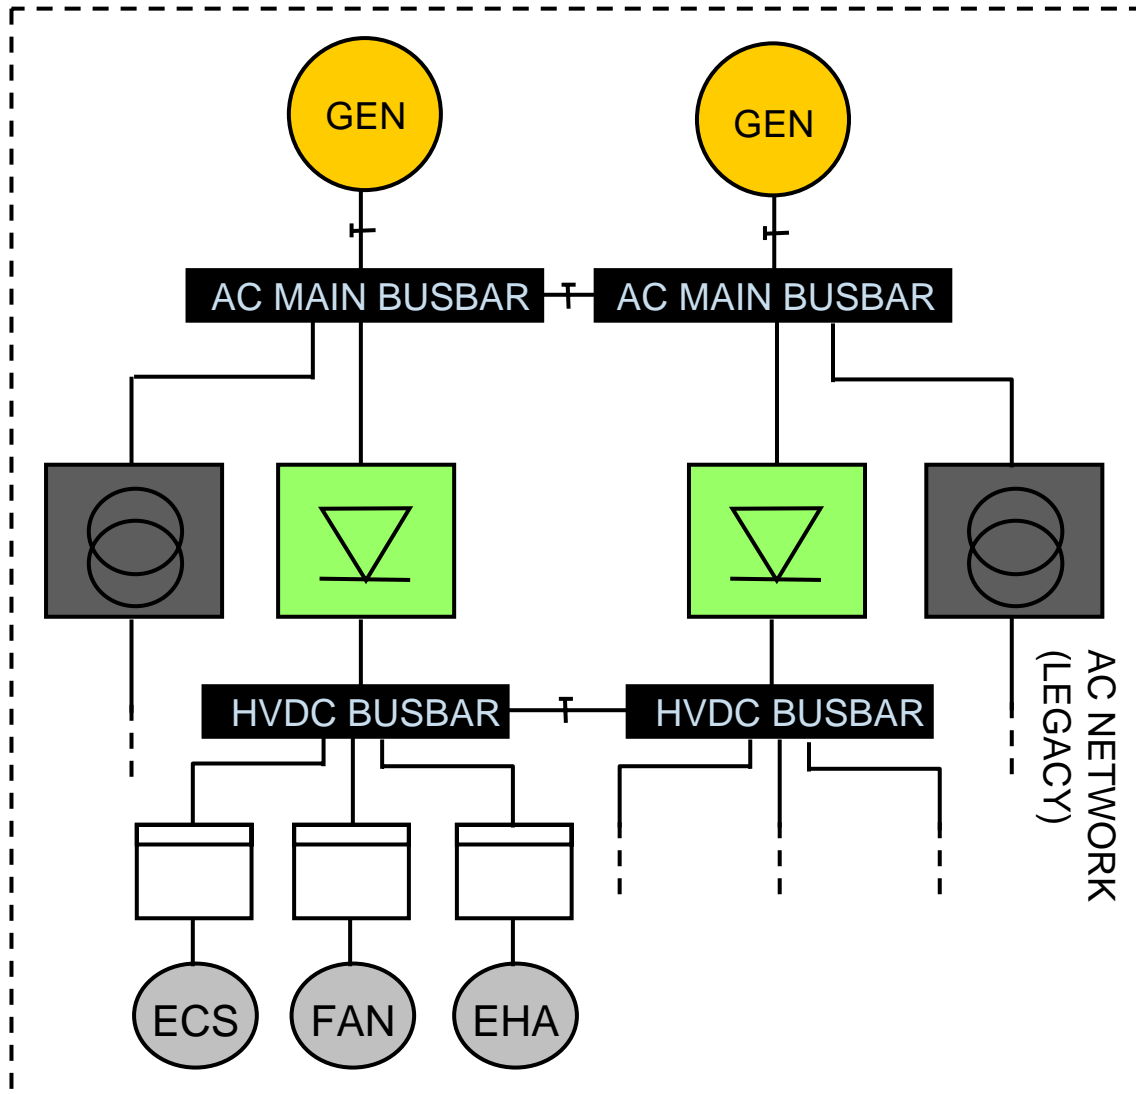 GEN
GEN
AC MAIN BUSBAR
AC MAIN BUSBAR
HVDC BUSBAR
HVDC BUSBAR
AC NETWORK
(LEGACY)
ECS
FAN
EHA